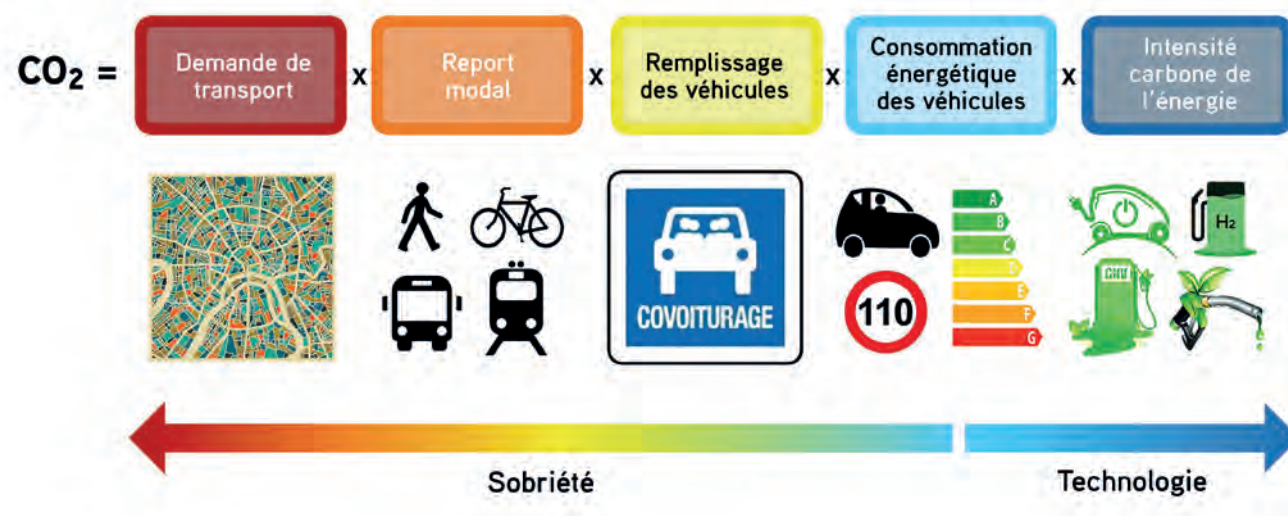 CO₂ =
Demande de
transport
x
Report
modal
x
Remplissage
des véhicules
x
Consommation
énergétique
des véhicules
x
Intensité
carbone de
l'énergie
COVOITURAGE
110
A
B
C
D
E
F
G
H₂
GNV
Sobriété
Technologie